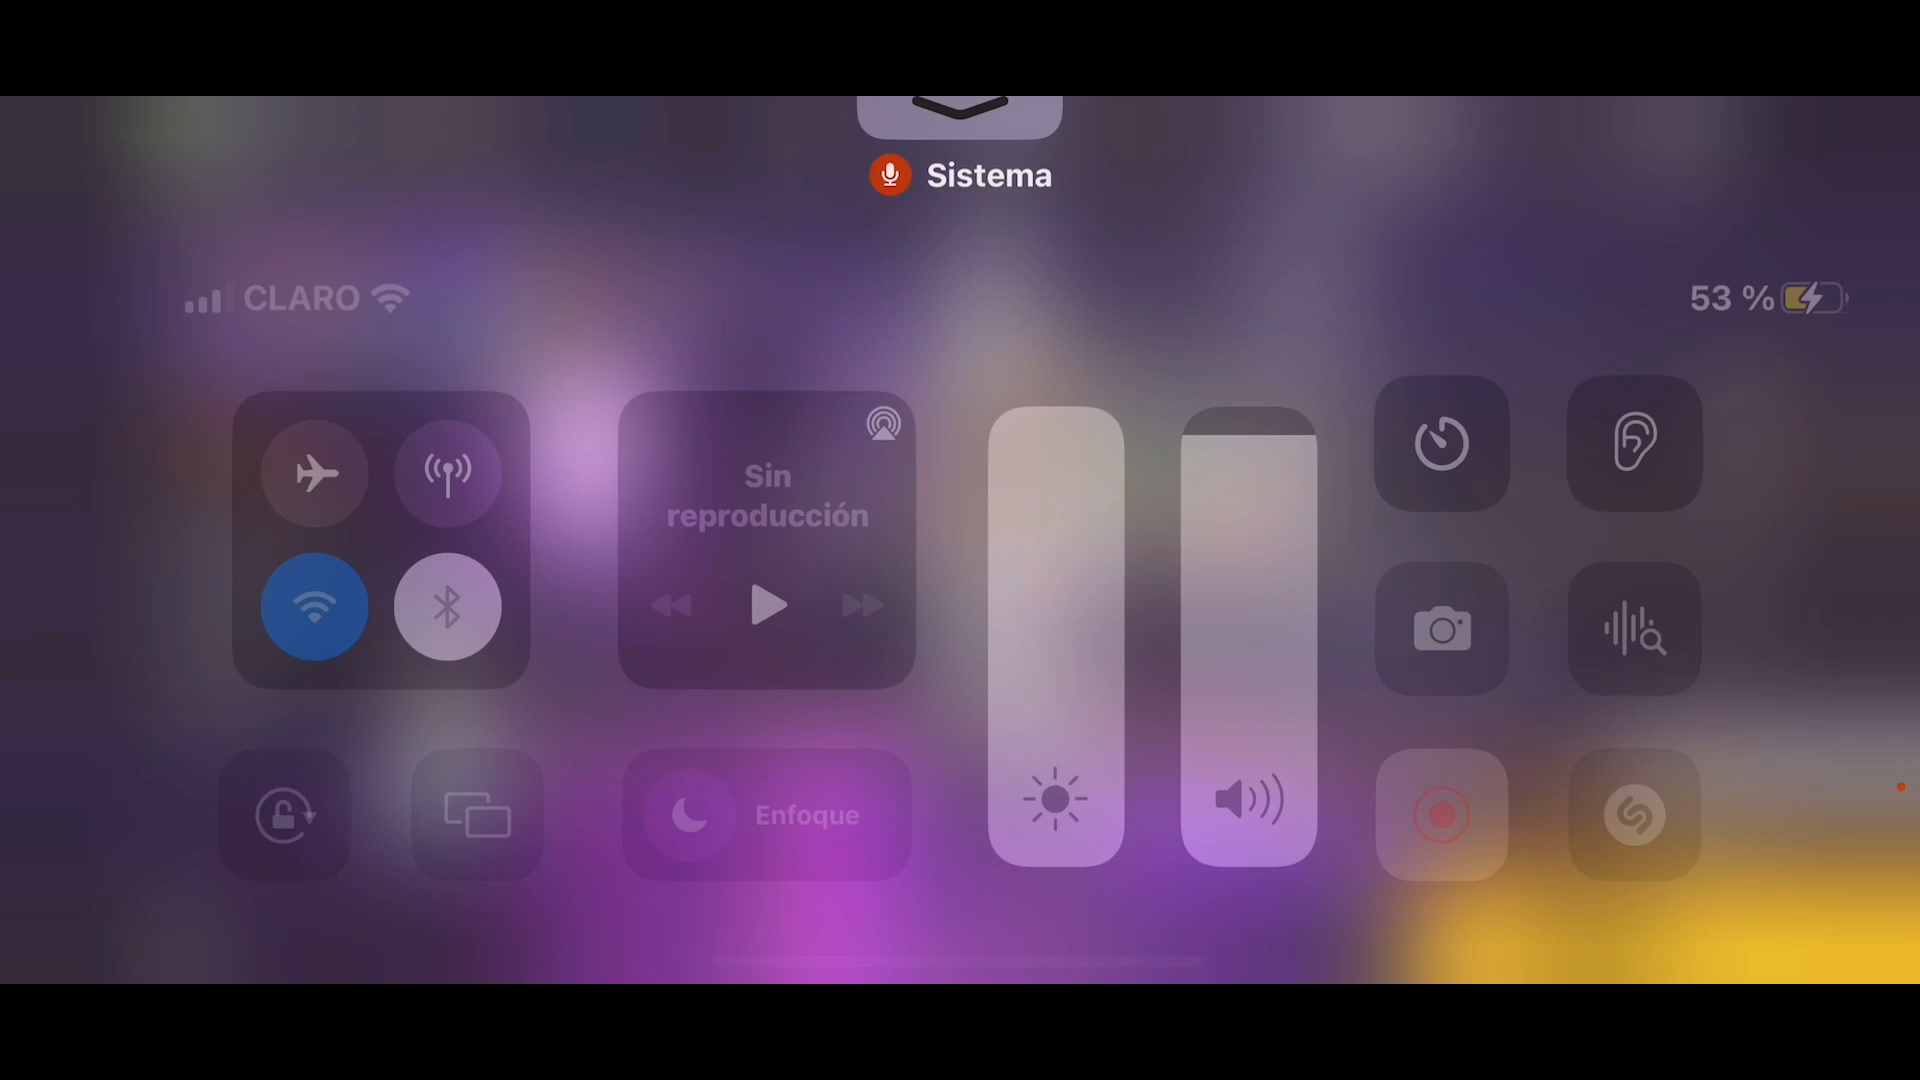 Sistema
CLARO
53 %
Sin
reproducción
Enfoque